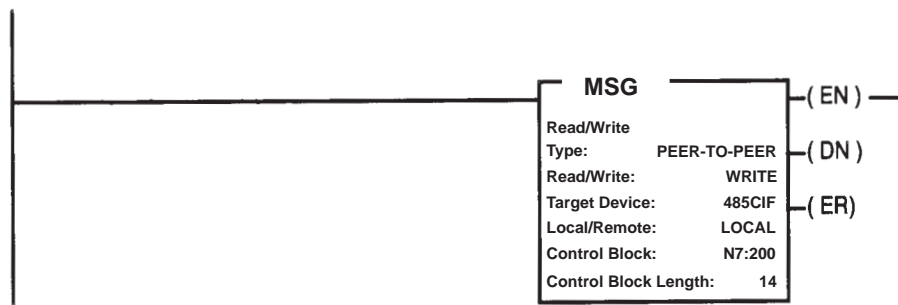 MSG
(EN)
Read/Write
Type: PEER-TO-PEER
(DN)
Read/Write: WRITE
Target Device: 485CIF
(ER)
Local/Remote: LOCAL
Control Block: N7:200
Control Block Length: 14